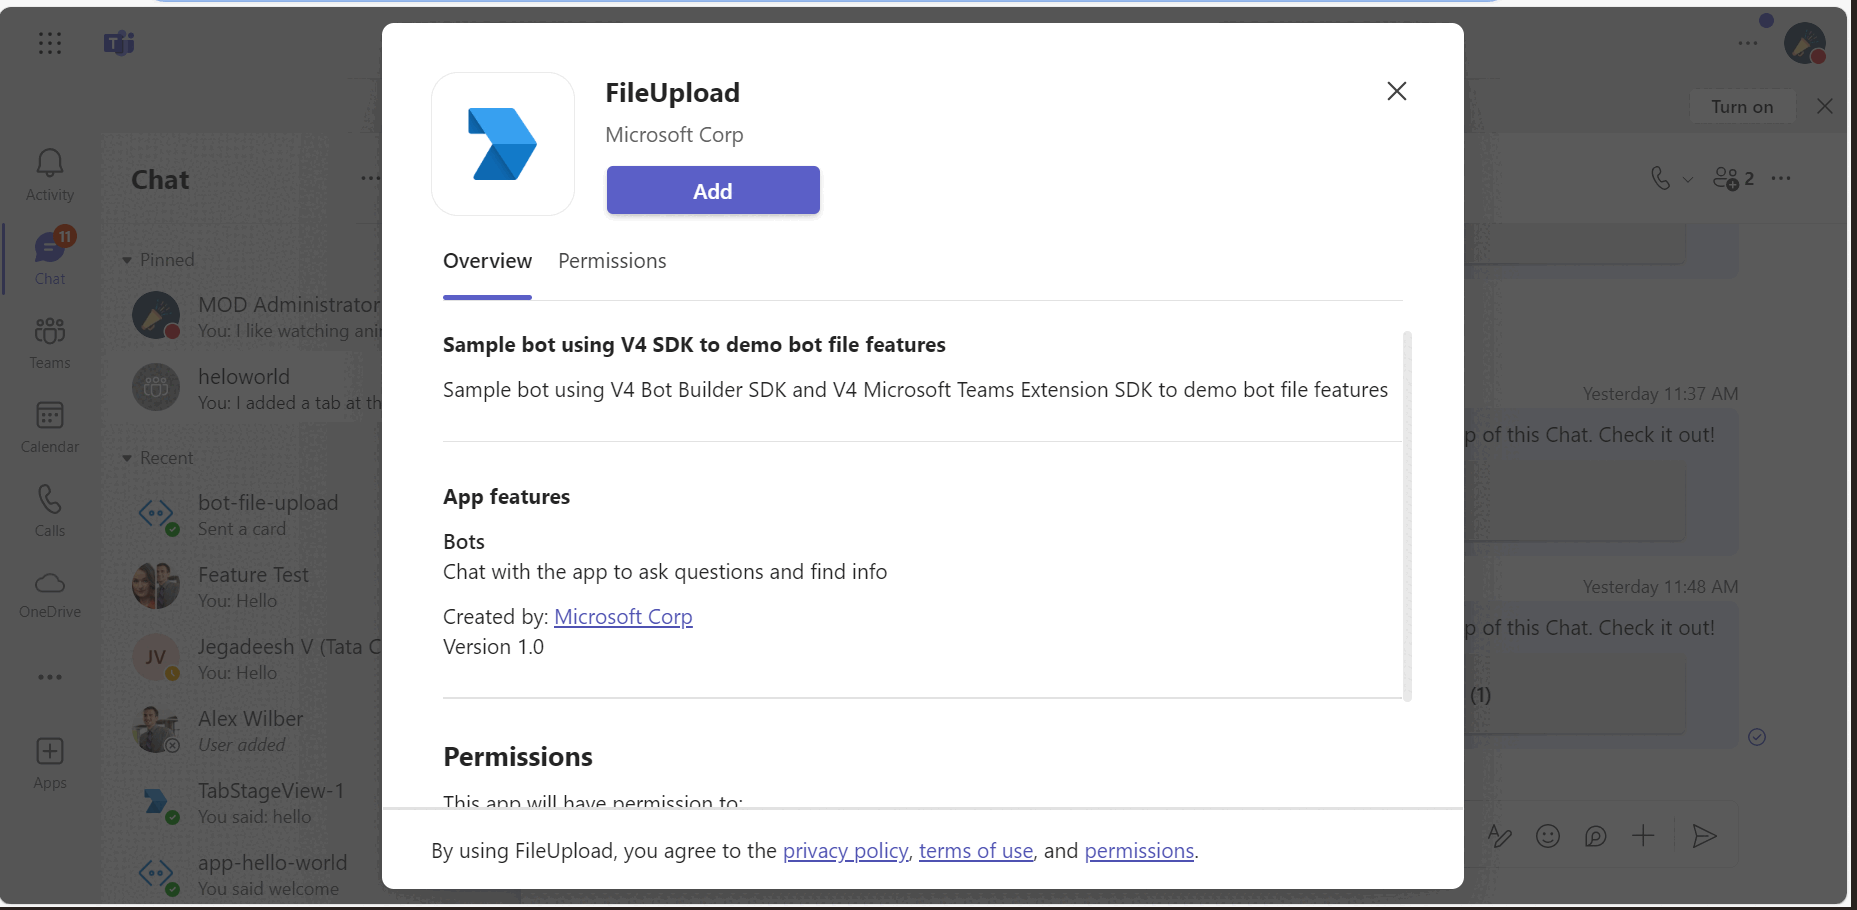 FileUpload
Microsoft Corp
Add
Overview
Permissions
Sample bot using V4 SDK to demo bot file features
Sample bot using V4 Bot Builder SDK and V4 Microsoft Teams Extension SDK to demo bot file features
App features
Bots
Chat with the app to ask questions and find info
Created by: Microsoft Corp
Version 1.0
Permissions
This app will have permission to:
By using FileUpload, you agree to the privacy policy, terms of use, and permissions.
Activity
11
Chat
Teams
Calendar
Calls
OneDrive
Apps
Chat
Pinned
MOD Administrator
You: I like watching ani
heloworld
You: I added a tab at th
Recent
bot-file-upload
Sent a card
Feature Test
You: Hello
JV
Jegadeesh V (Tata C
You: Hello
Alex Wilber
User added
TabStageView-1
You said: hello
app-hello-world
You said welcome
Turn on
2
Yesterday 11:37 AM
p of this Chat. Check it out!
Yesterday 11:48 AM
p of this Chat. Check it out!
(1)